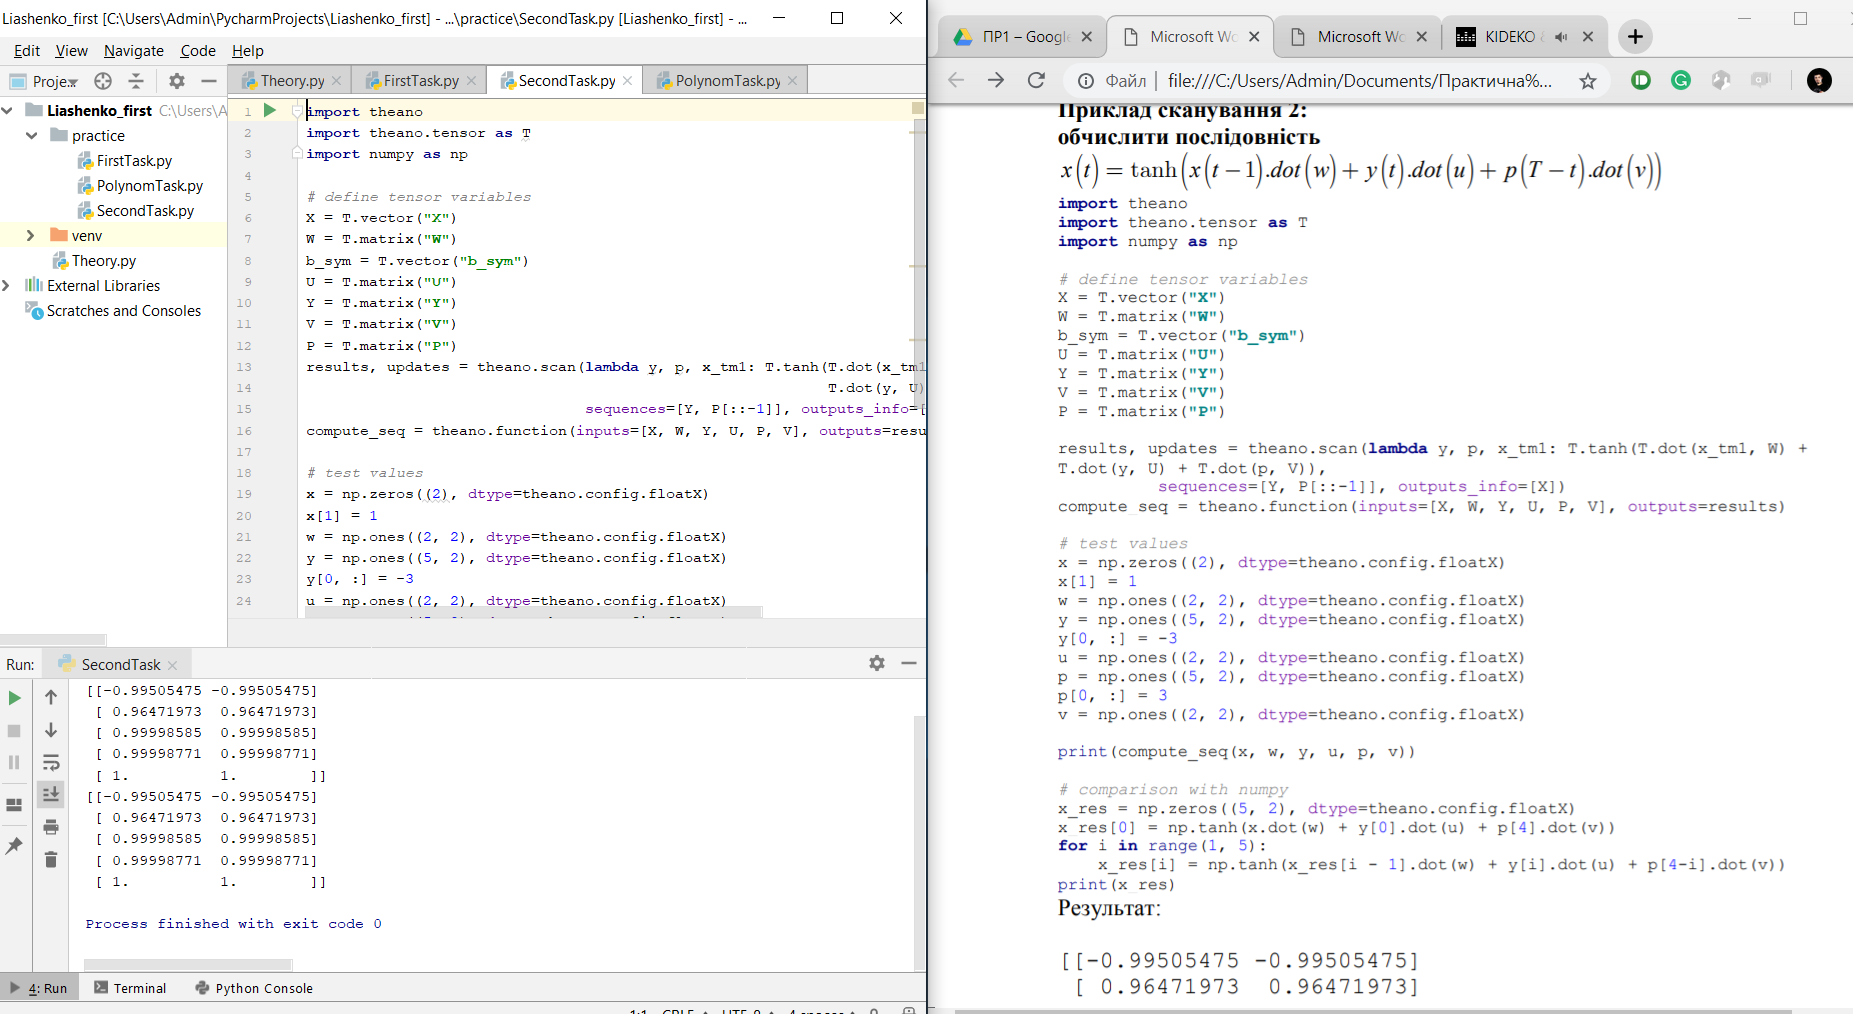 Liashenko_first [C:\Users\Admin\PycharmProjects\Liashenko_first] - ...\practice\SecondTask.py [Liashenko_first] - ...
Edit View Navigate Code Help
Proje
Theory.py
FirstTask.py
SecondTask.py
PolynomTask.py
Liashenko_first C:\Users\A
practice
FirstTask.py
PolynomTask.py
SecondTask.py
venv
Theory.py
External Libraries
Scratches and Consoles
1 import theano
2 import theano.tensor as T
3 import numpy as np
4
5 # define tensor variables
6 X = T.vector("X")
7 W = T.matrix("W")
8 b_sym = T.vector("b_sym")
9 U = T.matrix("U")
10 Y = T.matrix("Y")
11 V = T.matrix("V")
12 P = T.matrix("P")
13 results, updates = theano.scan(lambda y, p, x_tm1: T.tanh(T.dot(x_tm1
14 T.dot(y, U)
15 sequences=[Y, P[::-1]], outputs_info=[
16 compute_seq = theano.function(inputs=[X, W, Y, U, P, V], outputs=resu
17
18 # test values
19 x = np.zeros((2), dtype=theano.config.floatX)
20 x[1] = 1
21 w = np.ones((2, 2), dtype=theano.config.floatX)
22 y = np.ones((5, 2), dtype=theano.config.floatX)
23 y[0, :] = -3
24 u = np.ones((2, 2), dtype=theano.config.floatX)
Run: SecondTask
[[-0.99505475 -0.99505475]
[ 0.96471973 0.96471973]
[ 0.99998585 0.99998585]
[ 0.99998771 0.99998771]
[ 1. 1. ]]
[[-0.99505475 -0.99505475]
[ 0.96471973 0.96471973]
[ 0.99998585 0.99998585]
[ 0.99998771 0.99998771]
[ 1. 1. ]]
Process finished with exit code 0
4: Run Terminal Python Console
ПР1 – Google
Microsoft Wo
Microsoft Wo
KIDEKO
Файл | file:///C:/Users/Admin/Documents/Практична%...
Приклад сканування 2:
обчислити послідовність
x(t) = tanh(x(t − 1).dot(w) + y(t).dot(u) + p(T − t).dot(v))
import theano
import theano.tensor as T
import numpy as np
# define tensor variables
X = T.vector("X")
W = T.matrix("W")
b_sym = T.vector("b_sym")
U = T.matrix("U")
Y = T.matrix("Y")
V = T.matrix("V")
P = T.matrix("P")
results, updates = theano.scan(lambda y, p, x_tm1: T.tanh(T.dot(x_tm1, W) +
T.dot(y, U) + T.dot(p, V)),
sequences=[Y, P[::-1]], outputs_info=[X])
compute_seq = theano.function(inputs=[X, W, Y, U, P, V], outputs=results)
# test values
x = np.zeros((2), dtype=theano.config.floatX)
x[1] = 1
w = np.ones((2, 2), dtype=theano.config.floatX)
y = np.ones((5, 2), dtype=theano.config.floatX)
y[0, :] = -3
u = np.ones((2, 2), dtype=theano.config.floatX)
p = np.ones((5, 2), dtype=theano.config.floatX)
p[0, :] = 3
v = np.ones((2, 2), dtype=theano.config.floatX)
print(compute_seq(x, w, y, u, p, v))
# comparison with numpy
x_res = np.zeros((5, 2), dtype=theano.config.floatX)
x_res[0] = np.tanh(x.dot(w) + y[0].dot(u) + p[4].dot(v))
for i in range(1, 5):
x_res[i] = np.tanh(x_res[i - 1].dot(w) + y[i].dot(u) + p[4-i].dot(v))
print(x_res)
Результат:
[[-0.99505475 -0.99505475]
[ 0.96471973 0.96471973]